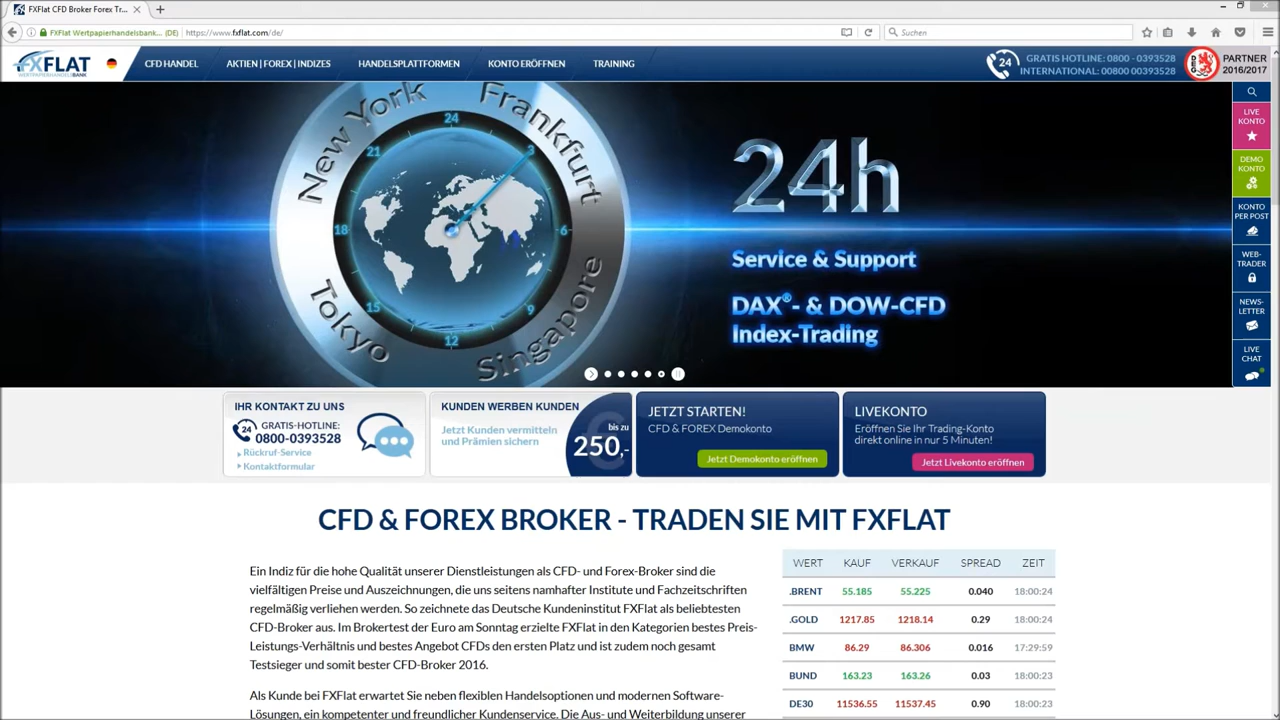 FXFlat CFD Broker Forex Tr...
FXFlat Wertpapierhandelsbank... (DE)
https://www.fxflat.com/de/
Suchen
FXFLAT
WERTPAPIERHANDELSBANK
CFD HANDEL
AKTIEN | FOREX | INDIZES
HANDELSPLATTFORMEN
KONTO ERÖFFNEN
TRAINING
24
GRATIS HOTLINE: 0800 - 0393528
INTERNATIONAL: 00800 00393528
DEG
PARTNER
2016/2017
New York
Frankfurt
Tokyo
Singapore
24
3
6
9
12
15
18
21
24h
Service & Support
DAX®- & DOW-CFD
Index-Trading
LIVE
KONTO
DEMO
KONTO
KONTO
PER POST
WEB-
TRADER
NEWS-
LETTER
LIVE
CHAT
IHR KONTAKT ZU UNS
24
GRATIS-HOTLINE:
0800-0393528
Rückruf-Service
Kontaktformular
KUNDEN WERBEN KUNDEN
Jetzt Kunden vermitteln
und Prämien sichern
bis zu
250,-
JETZT STARTEN!
CFD & FOREX Demokonto
Jetzt Demokonto eröffnen
LIVEKONTO
Eröffnen Sie Ihr Trading-Konto
direkt online in nur 5 Minuten!
Jetzt Livekonto eröffnen
CFD & FOREX BROKER - TRADEN SIE MIT FXFLAT
Ein Indiz für die hohe Qualität unserer Dienstleistungen als CFD- und Forex-Broker sind die
vielfältigen Preise und Auszeichnungen, die uns seitens namhafter Institute und Fachzeitschriften
regelmäßig verliehen werden. So zeichnete das Deutsche Kundeninstitut FXFlat als beliebtesten
CFD-Broker aus. Im Brokertest der Euro am Sonntag erzielte FXFlat in den Kategorien bestes Preis-
Leistungs-Verhältnis und bestes Angebot CFDs den ersten Platz und ist zudem noch gesamt
Testsieger und somit bester CFD-Broker 2016.
Als Kunde bei FXFlat erwartet Sie neben flexiblen Handelsoptionen und modernen Software-
Lösungen, ein kompetenter und freundlicher Kundenservice. Die Aus- und Weiterbildung unserer
WERT KAUF VERKAUF SPREAD ZEIT
.BRENT 55.185 55.225 0.040 18:00:24
.GOLD 1217.85 1218.14 0.29 18:00:24
BMW 86.29 86.306 0.016 17:29:59
BUND 163.23 163.26 0.03 18:00:23
DE30 11536.55 11537.45 0.90 18:00:23